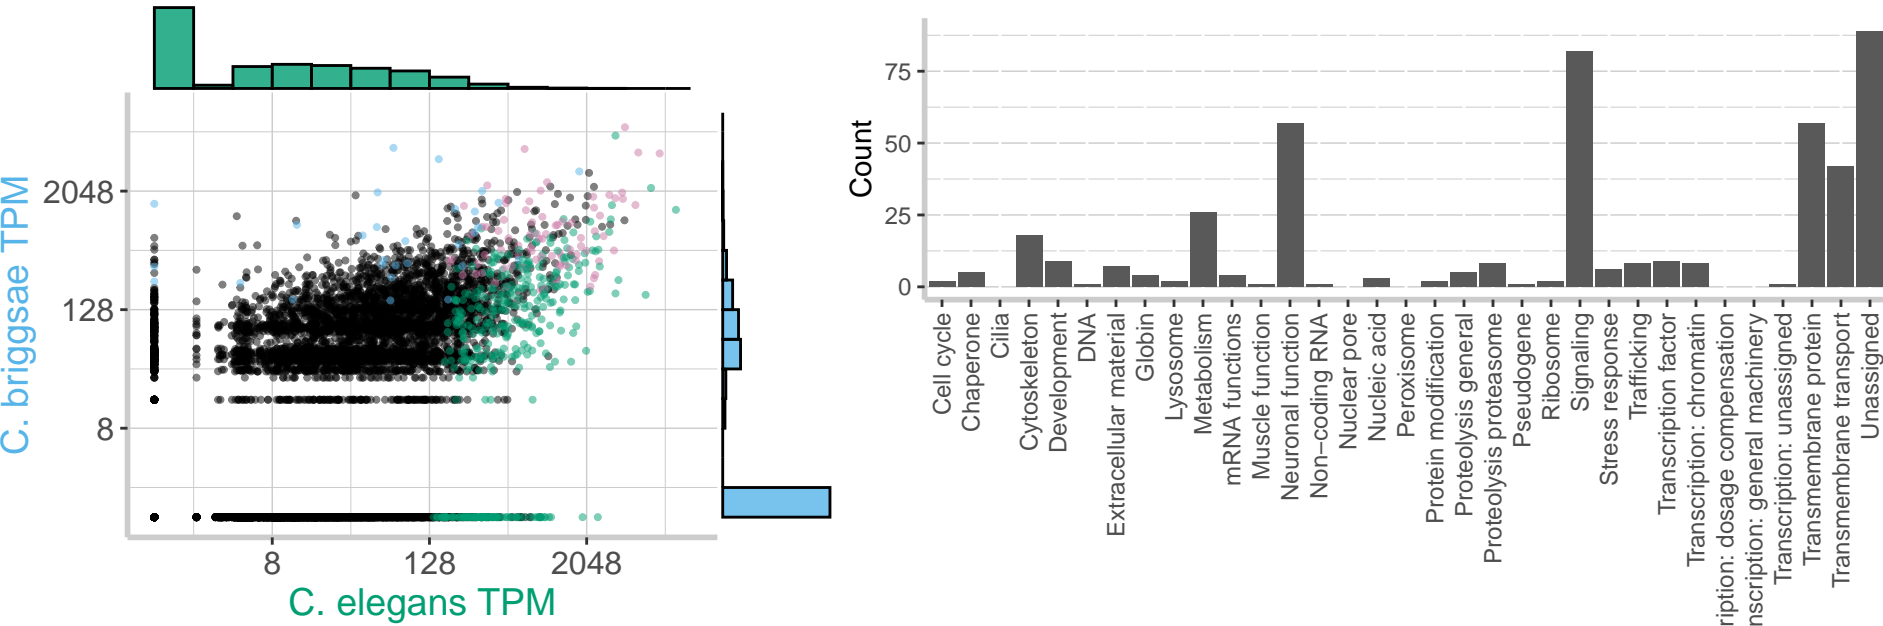 C. briggsae TPM
2048
128
8
8
128
2048
C. elegans TPM
Count
75
50
25
0
Cell cycle
Chaperone
Cilia
Cytoskeleton
Development
DNA
Extracellular material
Globin
Lysosome
Metabolism
mRNA functions
Muscle function
Neuronal function
Non−coding RNA
Nuclear pore
Nucleic acid
Peroxisome
Protein modification
Proteolysis general
Proteolysis proteasome
Pseudogene
Ribosome
Signaling
Stress response
Trafficking
Transcription factor
Transcription: chromatin
ription: dosage compensation
nscription: general machinery
Transcription: unassigned
Transmembrane protein
Transmembrane transport
Unassigned